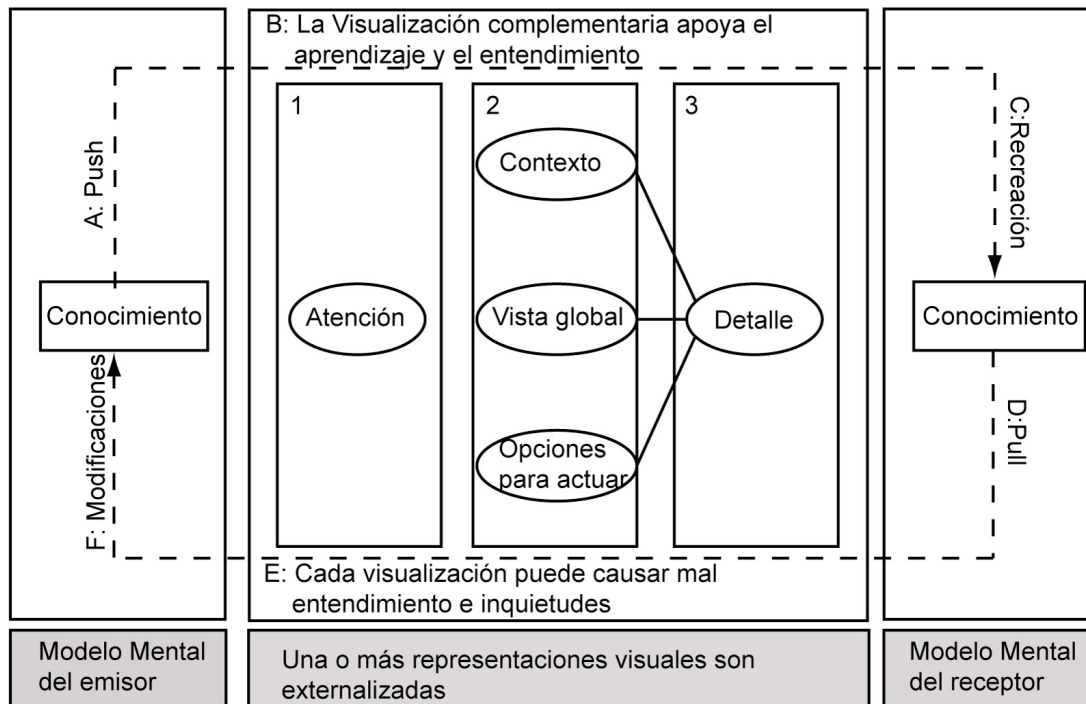 B: La Visualización complementaria apoya el
aprendizaje y el entendimiento
1
2
3
A: Push
C:Recreación
Contexto
Conocimiento
Atención
Vista global
Detalle
Conocimiento
Opciones
para actuar
F: Modificaciones
D:Pull
E: Cada visualización puede causar mal
entendimiento e inquietudes
Modelo Mental
del emisor
Una o más representaciones visuales son
externalizadas
Modelo Mental
del receptor